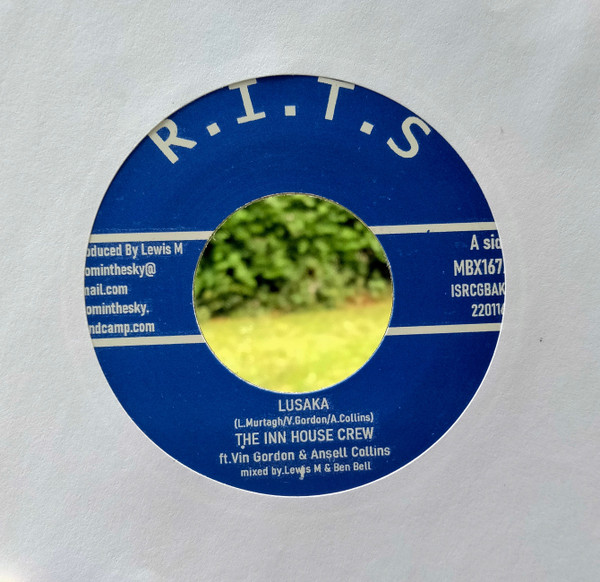 R.I.T.S
oduced By Lewis M
ominthesky@
mail.com
ominthesky.
ndcamp.com
A sid
MBX167
ISRCGBAK
22011
LUSAKA
(L.Murtagh/V.Gordon/A.Collins)
THE INN HOUSE CREW
ft.Vin Gordon & Ansell Collins
mixed by.Lewis M & Ben Bell